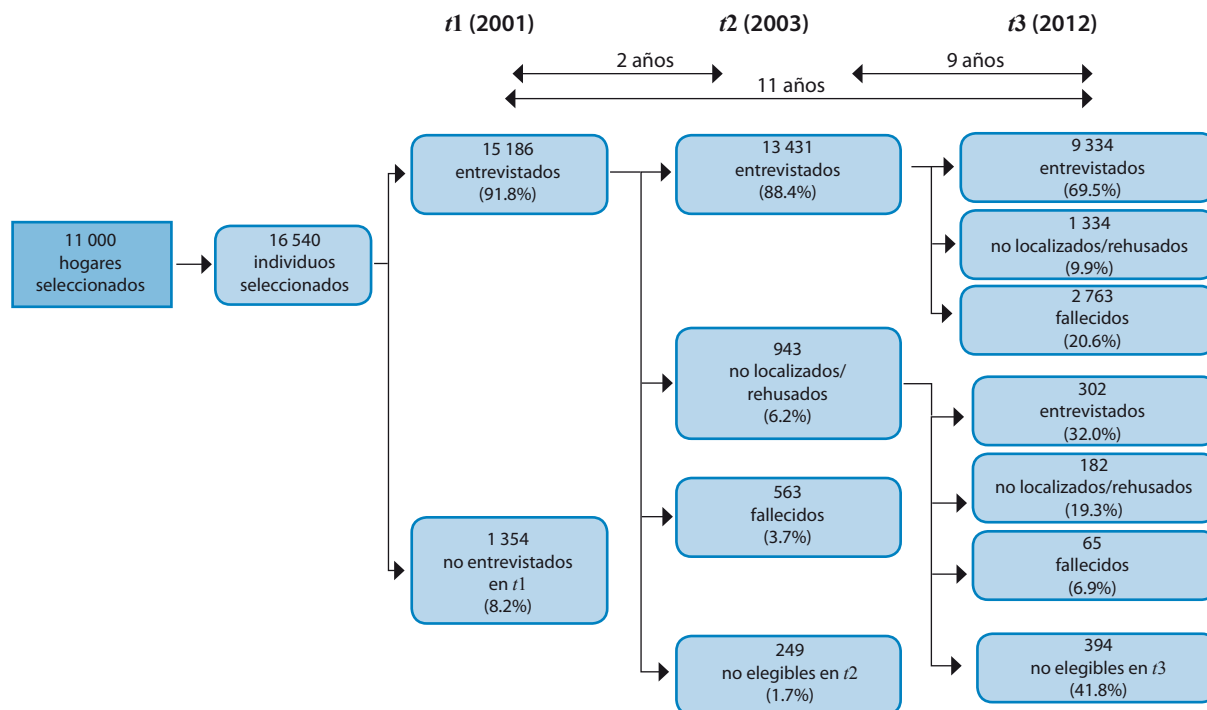 t1 (2001)
t2 (2003)
t3 (2012)
2 años
9 años
11 años
11 000
hogares
seleccionados
16 540
individuos
seleccionados
15 186
entrevistados
(91.8%)
1 354
no entrevistados
en t1
(8.2%)
13 431
entrevistados
(88.4%)
943
no localizados/
rehusados
(6.2%)
563
fallecidos
(3.7%)
249
no elegibles en t2
(1.7%)
9 334
entrevistados
(69.5%)
1 334
no localizados/rehusados
(9.9%)
2 763
fallecidos
(20.6%)
302
entrevistados
(32.0%)
182
no localizados/rehusados
(19.3%)
65
fallecidos
(6.9%)
394
no elegibles en t3
(41.8%)